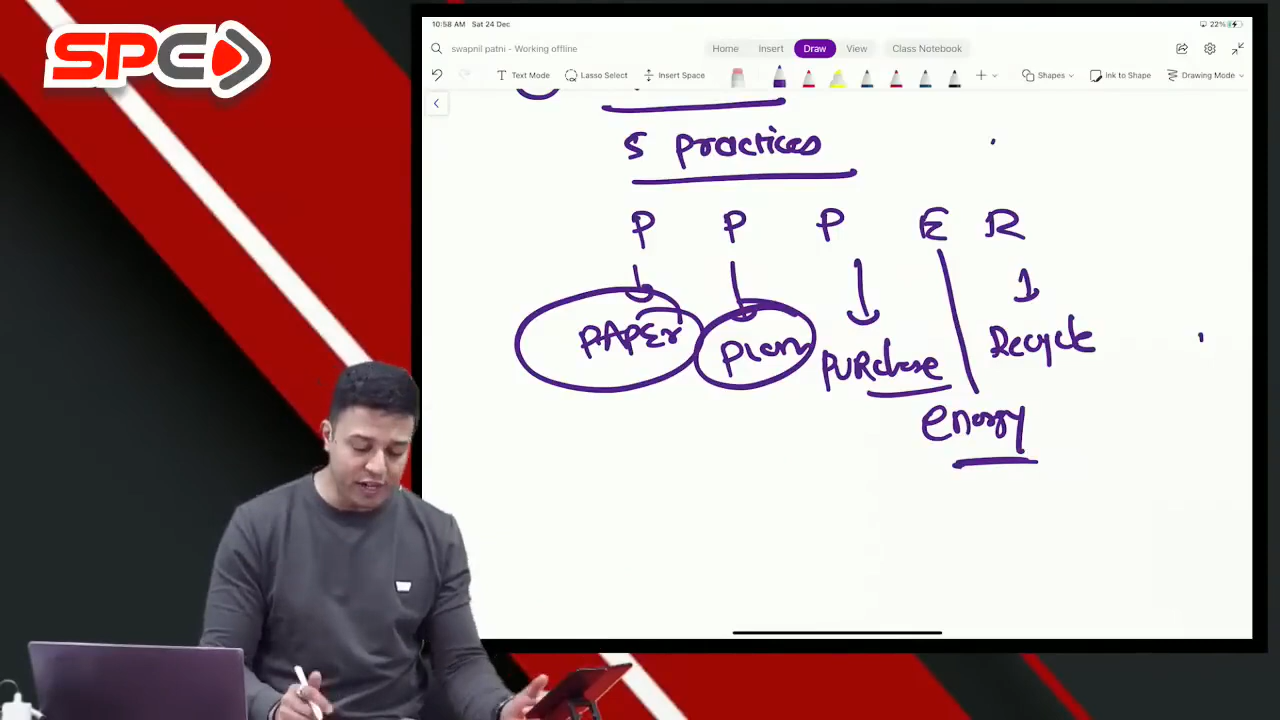 SPC
10:58 AM Sat 24 Dec
22%
swapnil patni - Working offline
Home Insert Draw View Class Notebook
Text Mode Lasso Select Insert Space Shapes Ink to Shape Drawing Mode
5 Practices
P P P E R
PAPEr Plan PURchase Recycle
energy